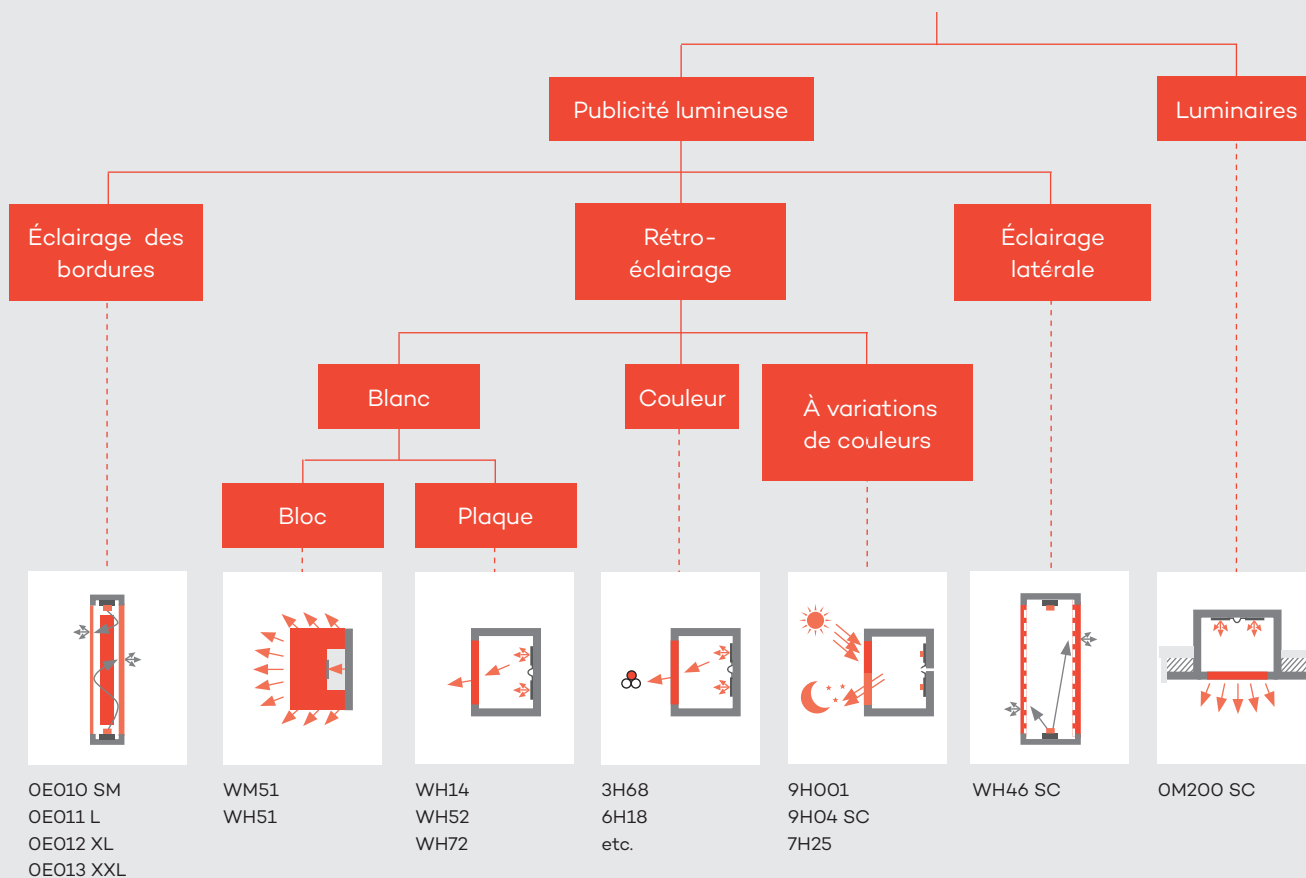 Publicité lumineuse
Luminaires
Éclairage des
bordures
Rétro-
éclairage
Éclairage
latérale
Blanc
Couleur
À variations
de couleurs
Bloc
Plaque
0E010 SM
0E011 L
0E012 XL
0E013 XXL
WM51
WH51
WH14
WH52
WH72
3H68
6H18
etc.
9H001
9H04 SC
7H25
WH46 SC
0M200 SC